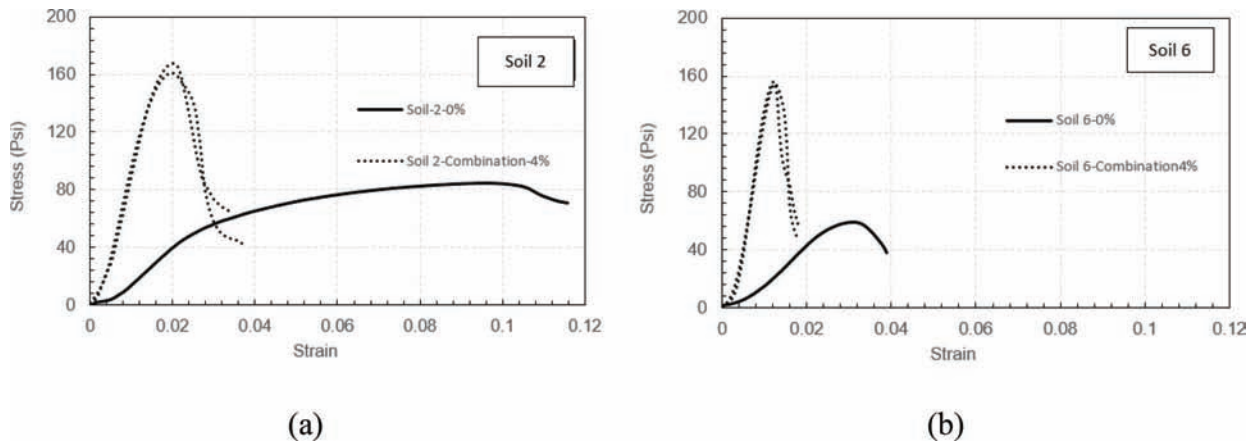 200
160
120
80
40
0
Stress (Psi)
Soil 2
Soil-2-0%
Soil 2-Combination-4%
0 0.02 0.04 0.06 0.08 0.1 0.12
Strain
(a)
200
160
120
80
40
0
Stress (Psi)
Soil 6
Soil 6-0%
Soil 6-Combination4%
0 0.02 0.04 0.06 0.08 0.1 0.12
Strain
(b)